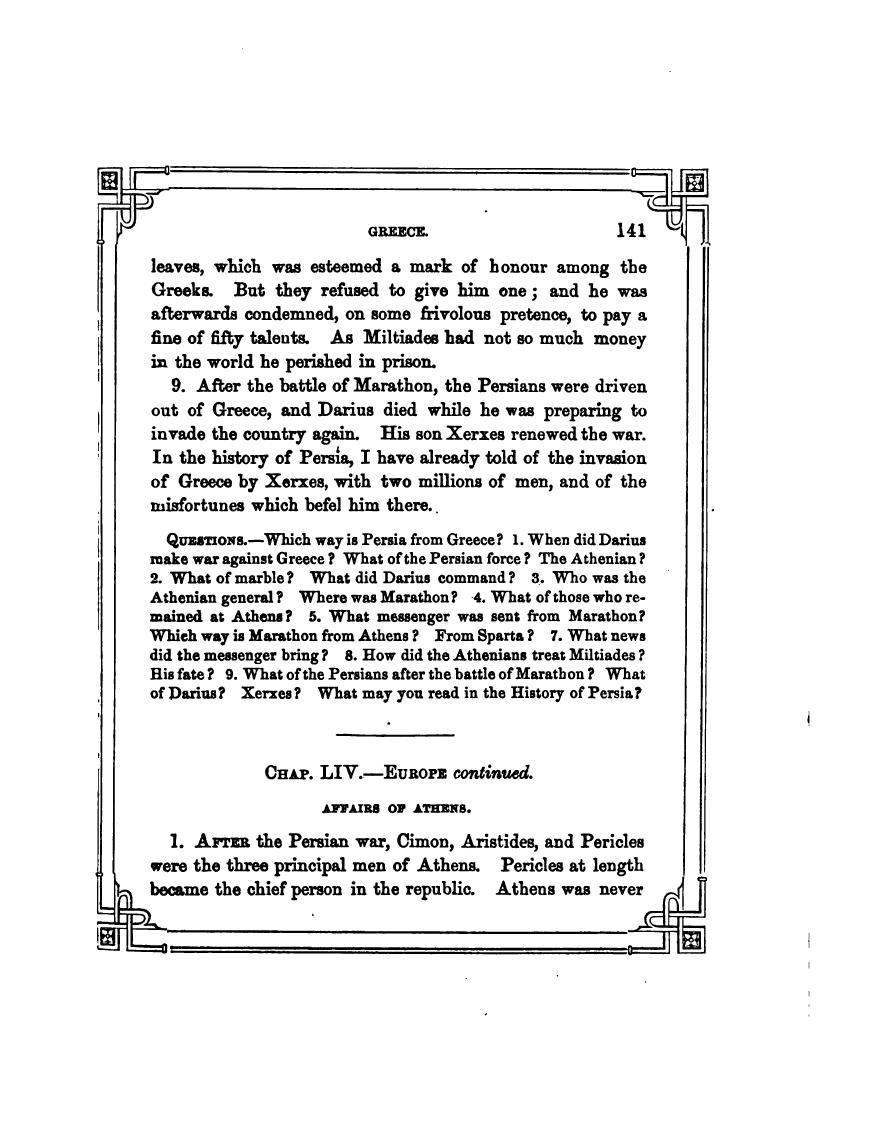 GREECE. 141
leaves, which was esteemed a mark of honour among the
Greeks. But they refused to give him one; and he was
afterwards condemned, on some frivolous pretence, to pay a
fine of fifty talents. As Miltiades had not so much money
in the world he perished in prison.
9. After the battle of Marathon, the Persians were driven
out of Greece, and Darius died while he was preparing to
invade the country again. His son Xerxes renewed the war.
In the history of Persia, I have already told of the invasion
of Greece by Xerxes, with two millions of men, and of the
misfortunes which befel him there.
QUESTIONS.—Which way is Persia from Greece? 1. When did Darius
make war against Greece? What of the Persian force? The Athenian?
2. What of marble? What did Darius command? 3. Who was the
Athenian general? Where was Marathon? 4. What of those who re-
mained at Athens? 5. What messenger was sent from Marathon?
Which way is Marathon from Athens? From Sparta? 7. What news
did the messenger bring? 8. How did the Athenians treat Miltiades?
His fate? 9. What of the Persians after the battle of Marathon? What
of Darius? Xerxes? What may you read in the History of Persia?
CHAP. LIV.—EUROPE continued.
AFFAIRS OF ATHENS.
1. AFTER the Persian war, Cimon, Aristides, and Pericles
were the three principal men of Athens. Pericles at length
became the chief person in the republic. Athens was never